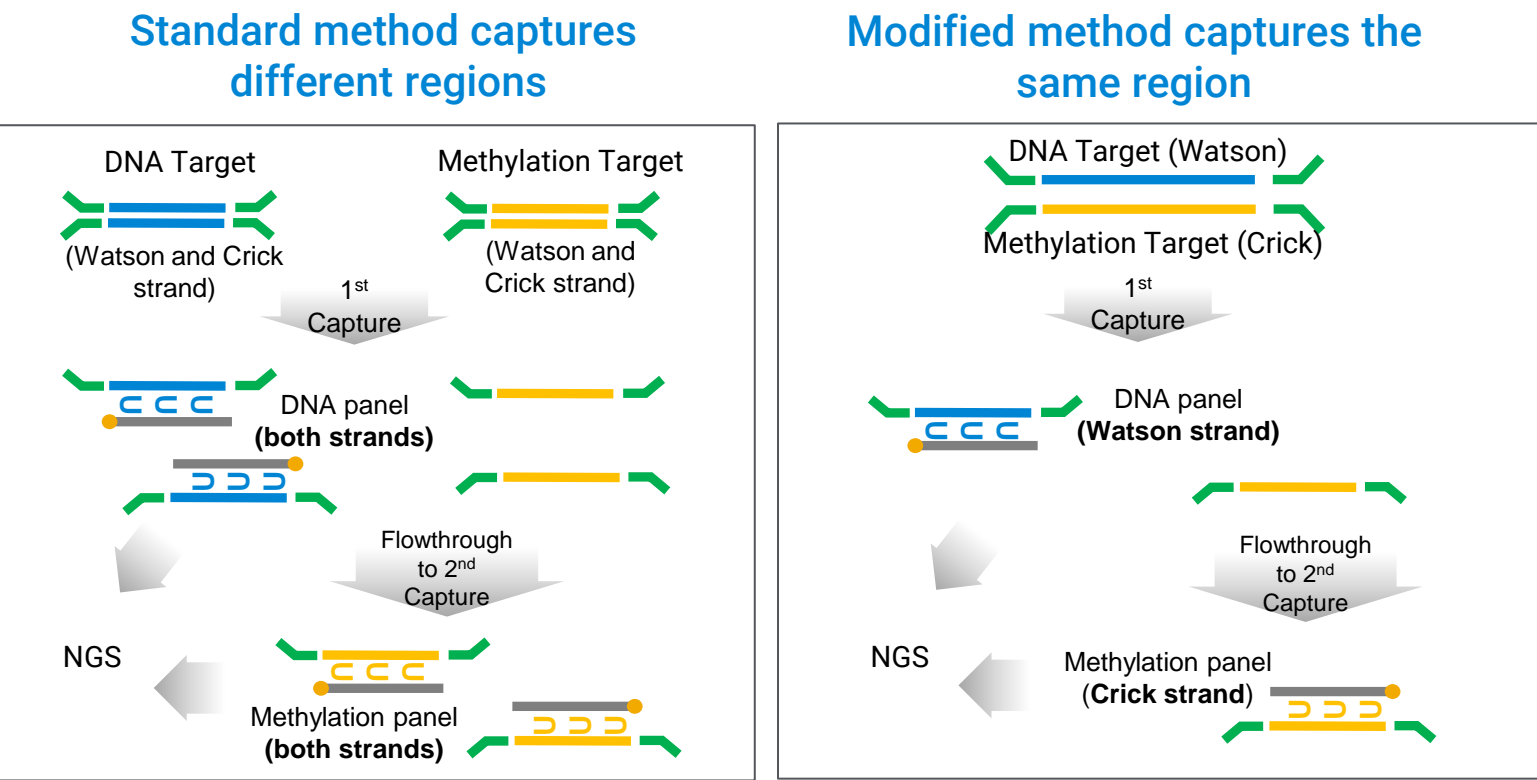 Standard method captures
different regions
DNA Target
Methylation Target
(Watson and Crick
strand)
(Watson and
Crick strand)
1st
Capture
DNA panel
(both strands)
Flowthrough
to 2nd
Capture
NGS
Methylation panel
(both strands)
Modified method captures the
same region
DNA Target (Watson)
Methylation Target (Crick)
1st
Capture
DNA panel
(Watson strand)
Flowthrough
to 2nd
Capture
NGS
Methylation panel
(Crick strand)